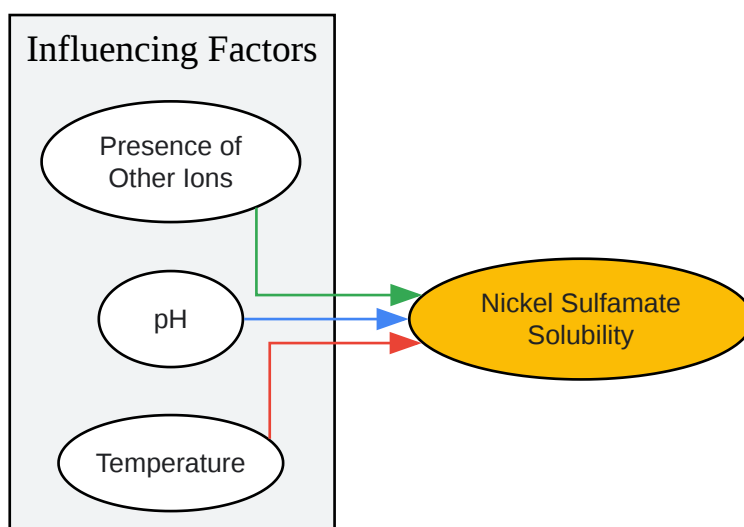 Influencing Factors
Presence of
Other Ions
pH
Nickel Sulfamate
Solubility
Temperature